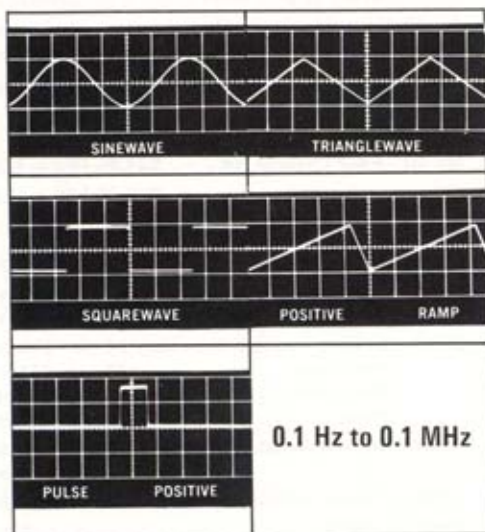 SINEWAVE
TRIANGLEWAVE
SQUAREWAVE
POSITIVE RAMP
PULSE POSITIVE
0.1 Hz to 0.1 MHz